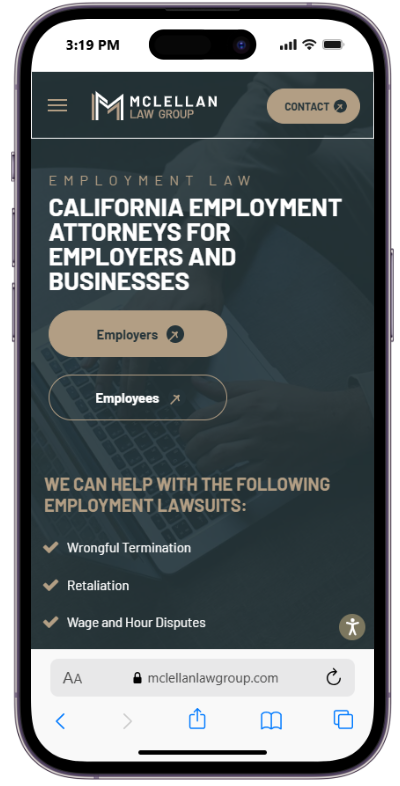 3:19 PM
MCLELLAN
LAW GROUP
CONTACT
EMPLOYMENT LAW
CALIFORNIA EMPLOYMENT
ATTORNEYS FOR
EMPLOYERS AND
BUSINESSES
Employers
Employees
WE CAN HELP WITH THE FOLLOWING
EMPLOYMENT LAWSUITS:
Wrongful Termination
Retaliation
Wage and Hour Disputes
AA mclellanlawgroup.com